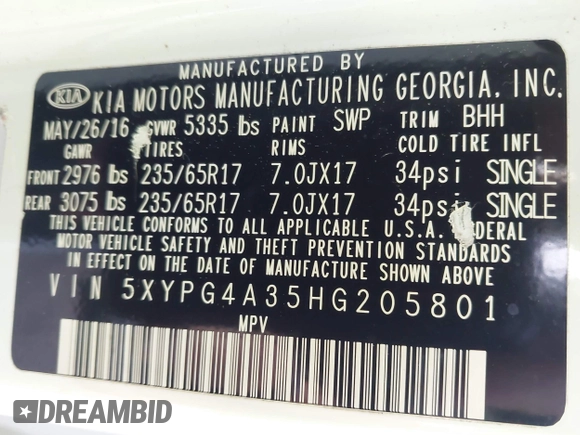 MANUFACTURED BY
KIA KIA MOTORS MANUFACTURING GEORGIA, INC.
MAY/26/16 GVWR 5335 lbs PAINT SWP TRIM BHH
GAWR TIRES RIMS COLD TIRE INFL
FRONT 2976 lbs 235/65R17 7.0JX17 34psi SINGLE
REAR 3075 lbs 235/65R17 7.0JX17 34psi SINGLE
THIS VEHICLE CONFORMS TO ALL APPLICABLE U.S.A. FEDERAL
MOTOR VEHICLE SAFETY AND THEFT PREVENTION STANDARDS
IN EFFECT ON THE DATE OF MANUFACTURE SHOWN ABOVE.
VIN 5XYPG4A35HG205801
MPV
DREAMBID